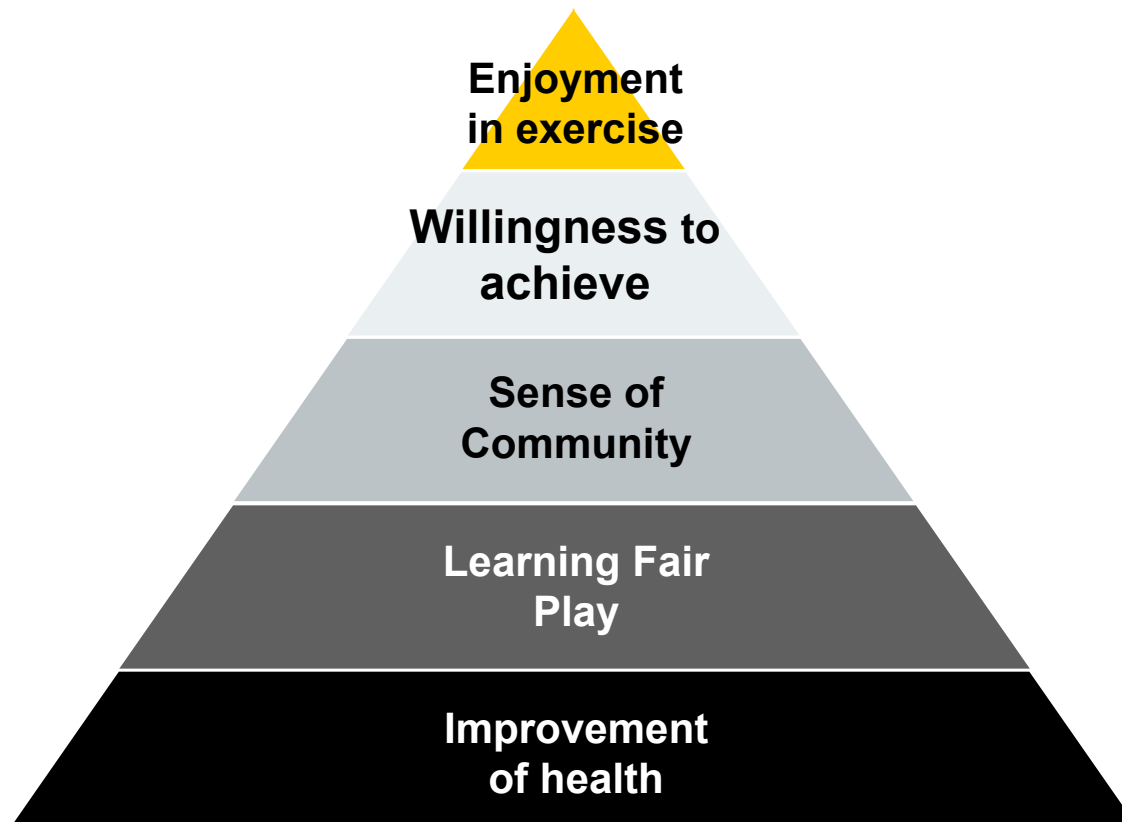 Enjoyment
in exercise
Willingness to
achieve
Sense of
Community
Learning Fair
Play
Improvement
of health